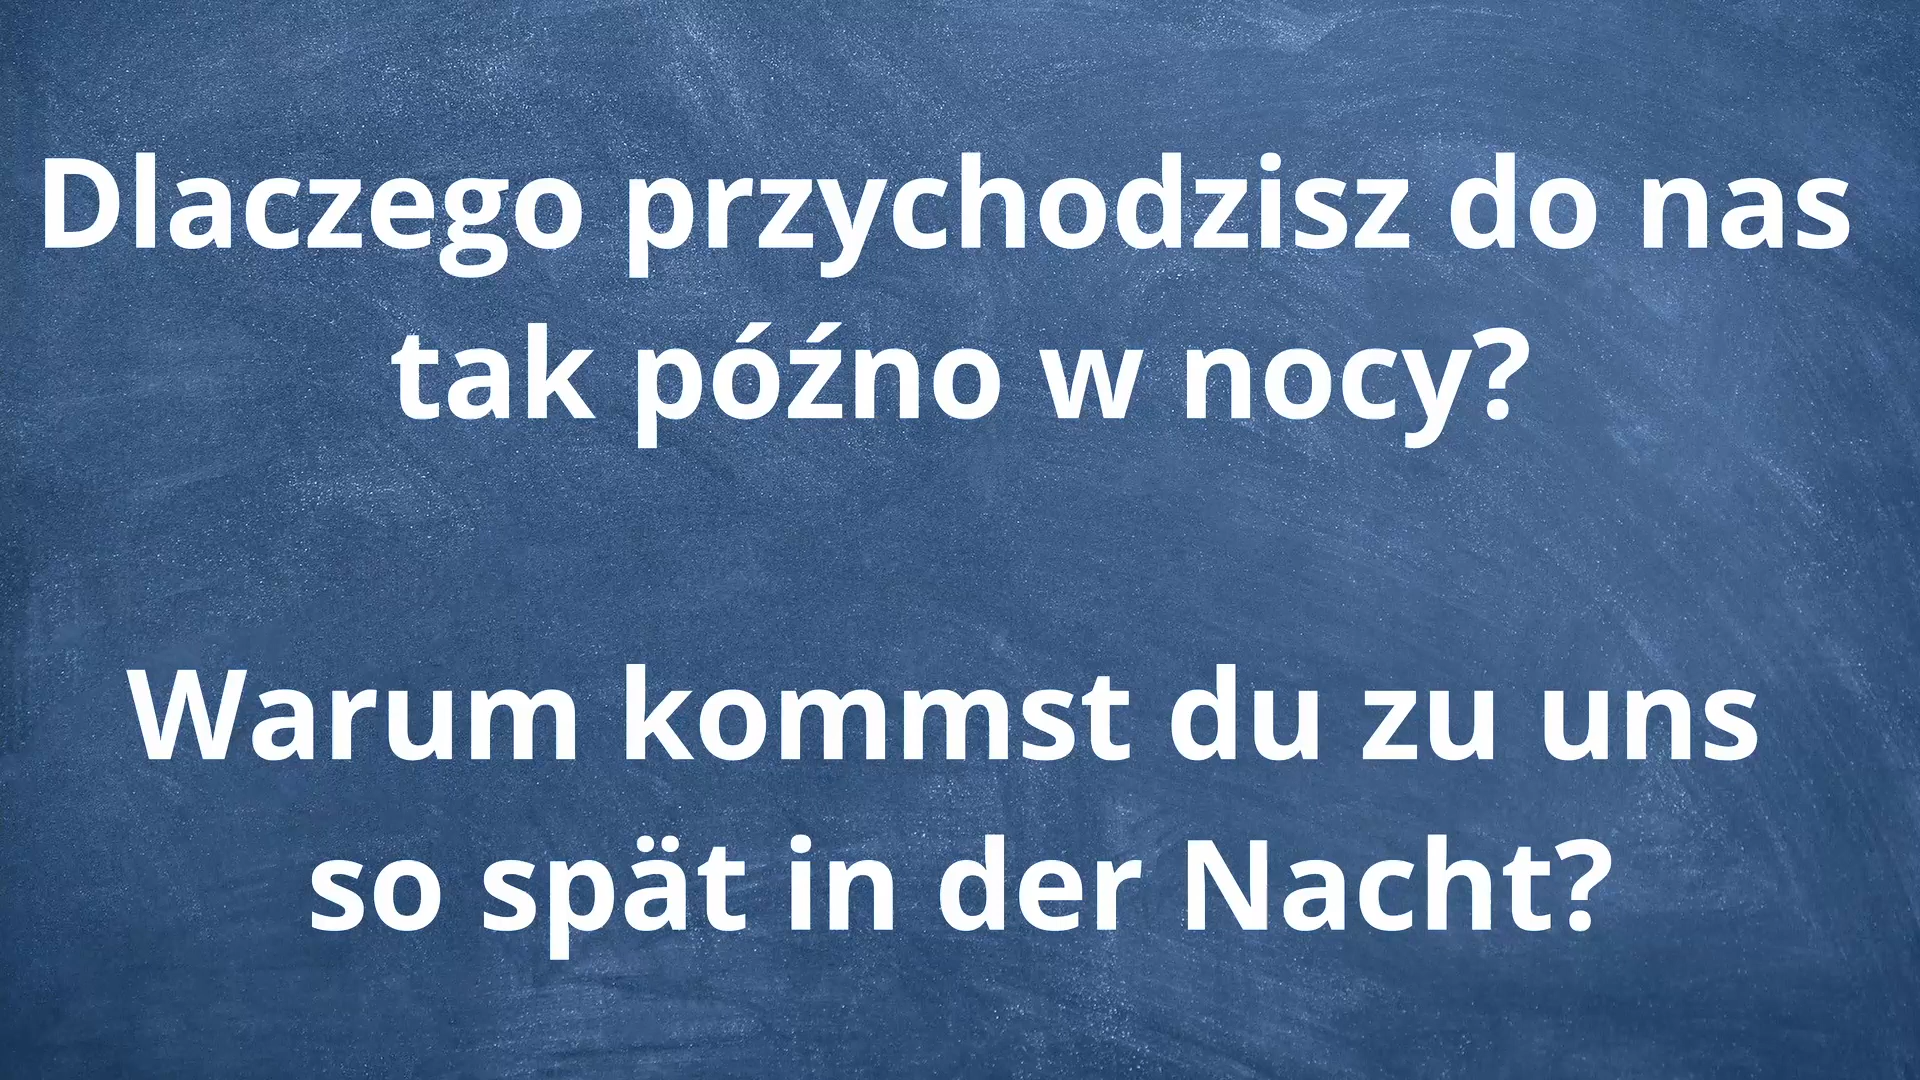 Dlaczego przychodzisz do nas
tak późno w nocy?
Warum kommst du zu uns
so spät in der Nacht?